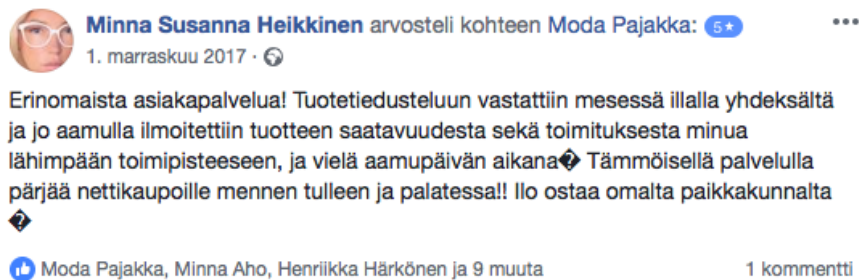 Minna Susanna Heikkinen arvosteli kohteen Moda Pajakka: 5★
1. marraskuu 2017 ·
Erinomaista asiakapalvelua! Tuotetiedusteluun vastattiin mesessä illalla yhdeksältä
ja jo aamulla ilmoitettiin tuotteen saatavuudesta sekä toimituksesta minua
lähimpään toimipisteeseen, ja vielä aamupäivän aikana� Tämmöisellä palvelulla
pärjää nettikaupoille mennen tulleen ja palatessa!! Ilo ostaa omalta paikkakunnalta
�
Moda Pajakka, Minna Aho, Henriikka Härkönen ja 9 muuta 1 kommentti